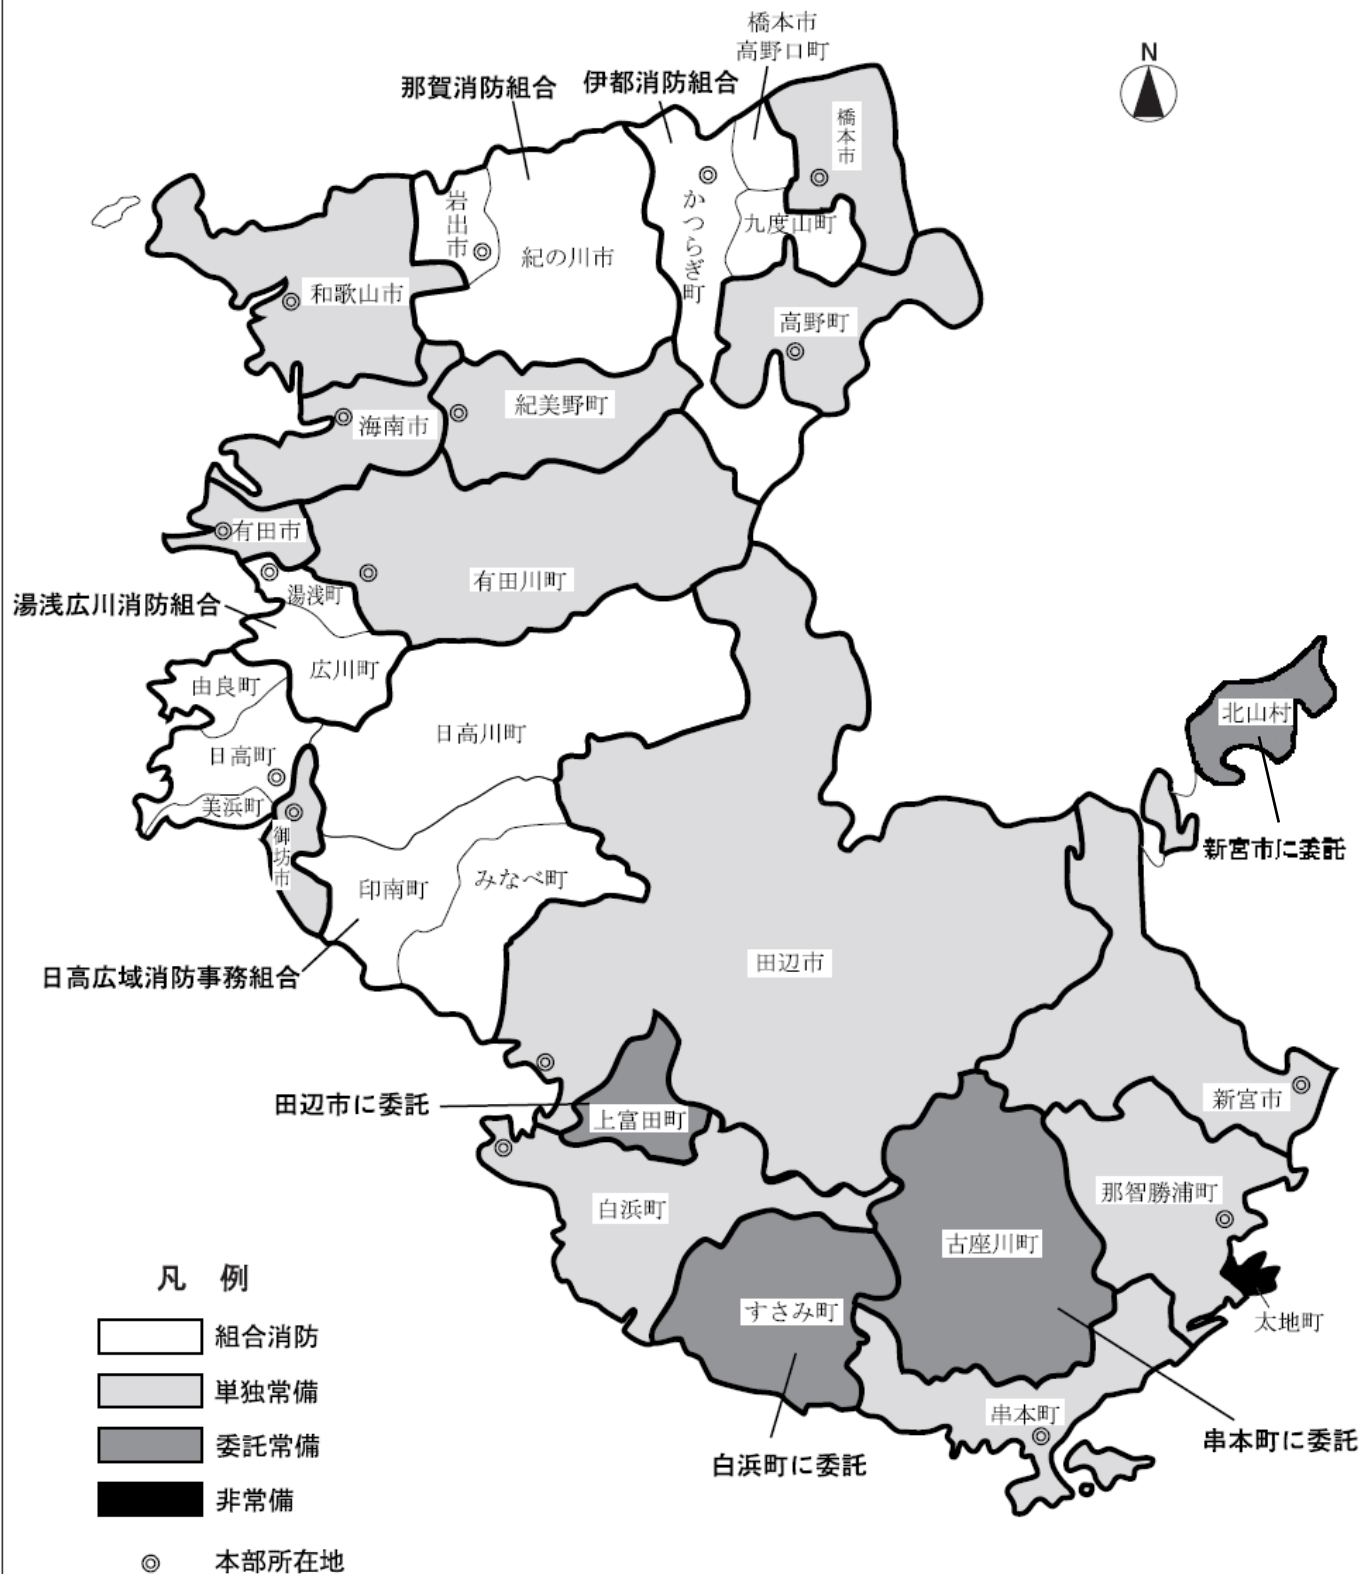 橋本市
高野口町
N
那賀消防組合
伊都消防組合
橋本市
岩出市
紀の川市
かつらぎ町
九度山町
和歌山市
高野町
海南市
紀美野町
有田市
湯浅町
有田川町
湯浅広川消防組合
広川町
由良町
日高川町
日高町
美浜町
御坊市
印南町
みなべ町
日高広域消防事務組合
北山村
新宮市に委託
田辺市
田辺市に委託
上富田町
新宮市
白浜町
那智勝浦町
古座川町
すさみ町
太地町
串本町
串本町に委託
白浜町に委託
凡 例
組合消防
単独常備
委託常備
非常備
本部所在地